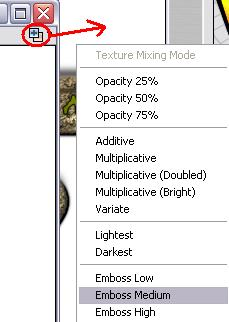 Texture Mixing Mode
Opacity 25%
Opacity 50%
Opacity 75%
Additive
Multiplicative
Multiplicative (Doubled)
Multiplicative (Bright)
Variate
Lightest
Darkest
Emboss Low
Emboss Medium
Emboss High